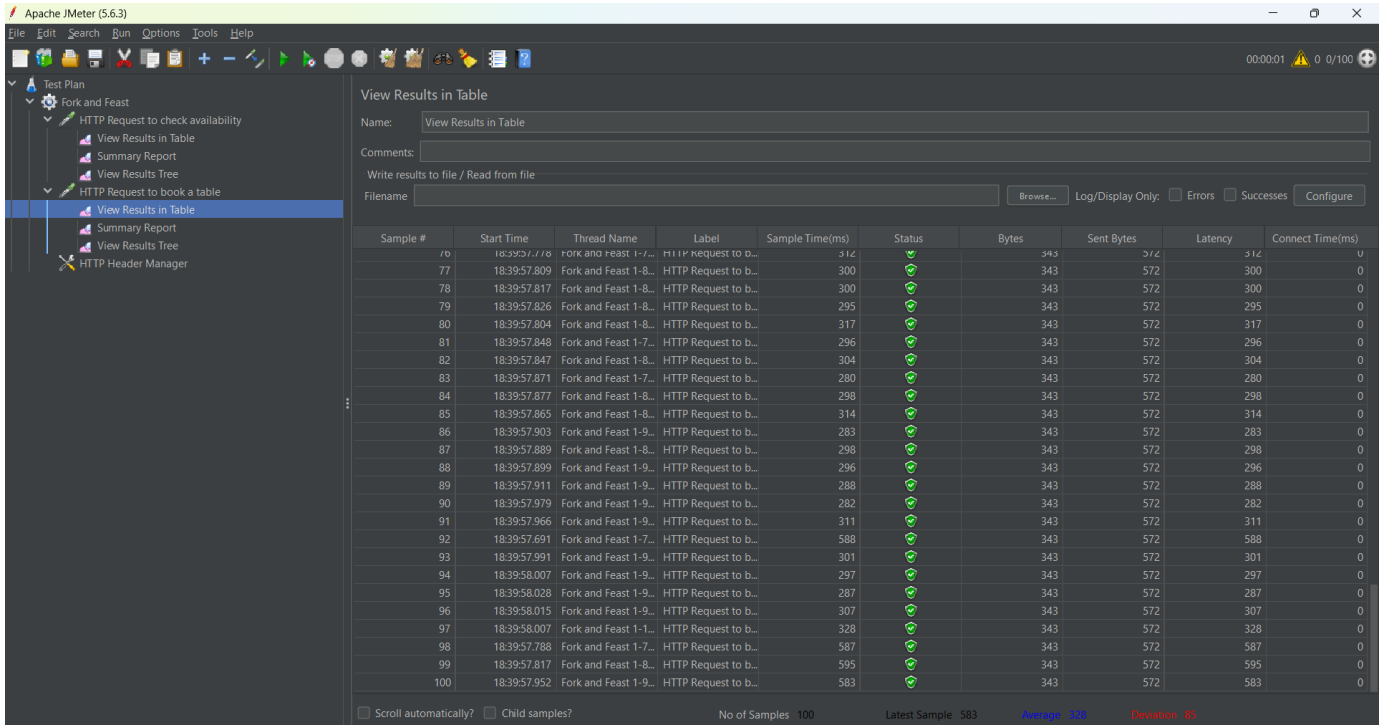 Apache JMeter (5.6.3)
File Edit Search Run Options Tools Help
00:00:01 0 0/100
Test Plan
Fork and Feast
HTTP Request to check availability
View Results in Table
Summary Report
View Results Tree
HTTP Request to book a table
View Results in Table
Summary Report
View Results Tree
HTTP Header Manager
View Results in Table
Name: View Results in Table
Comments:
Write results to file / Read from file
Filename Browse... Log/Display Only: Errors Successes Configure
Sample # Start Time Thread Name Label Sample Time(ms) Status Bytes Sent Bytes Latency Connect Time(ms)
76 18:39:57.778 Fork and Feast 1-7... HTTP Request to b... 312 343 572 312 0
77 18:39:57.809 Fork and Feast 1-8... HTTP Request to b... 300 343 572 300 0
78 18:39:57.817 Fork and Feast 1-8... HTTP Request to b... 300 343 572 300 0
79 18:39:57.826 Fork and Feast 1-8... HTTP Request to b... 295 343 572 295 0
80 18:39:57.804 Fork and Feast 1-8... HTTP Request to b... 317 343 572 317 0
81 18:39:57.848 Fork and Feast 1-7... HTTP Request to b... 296 343 572 296 0
82 18:39:57.847 Fork and Feast 1-8... HTTP Request to b... 304 343 572 304 0
83 18:39:57.871 Fork and Feast 1-7... HTTP Request to b... 280 343 572 280 0
84 18:39:57.877 Fork and Feast 1-8... HTTP Request to b... 298 343 572 298 0
85 18:39:57.865 Fork and Feast 1-8... HTTP Request to b... 314 343 572 314 0
86 18:39:57.903 Fork and Feast 1-9... HTTP Request to b... 283 343 572 283 0
87 18:39:57.889 Fork and Feast 1-8... HTTP Request to b... 298 343 572 298 0
88 18:39:57.899 Fork and Feast 1-9... HTTP Request to b... 296 343 572 296 0
89 18:39:57.911 Fork and Feast 1-9... HTTP Request to b... 288 343 572 288 0
90 18:39:57.979 Fork and Feast 1-9... HTTP Request to b... 282 343 572 282 0
91 18:39:57.966 Fork and Feast 1-9... HTTP Request to b... 311 343 572 311 0
92 18:39:57.691 Fork and Feast 1-7... HTTP Request to b... 588 343 572 588 0
93 18:39:57.991 Fork and Feast 1-9... HTTP Request to b... 301 343 572 301 0
94 18:39:58.007 Fork and Feast 1-9... HTTP Request to b... 297 343 572 297 0
95 18:39:58.028 Fork and Feast 1-9... HTTP Request to b... 287 343 572 287 0
96 18:39:58.015 Fork and Feast 1-9... HTTP Request to b... 307 343 572 307 0
97 18:39:58.007 Fork and Feast 1-1... HTTP Request to b... 328 343 572 328 0
98 18:39:57.788 Fork and Feast 1-7... HTTP Request to b... 587 343 572 587 0
99 18:39:57.817 Fork and Feast 1-8... HTTP Request to b... 595 343 572 595 0
100 18:39:57.952 Fork and Feast 1-9... HTTP Request to b... 583 343 572 583 0
Scroll automatically? Child samples? No of Samples 100 Latest Sample 583 Average 328 Deviation 85